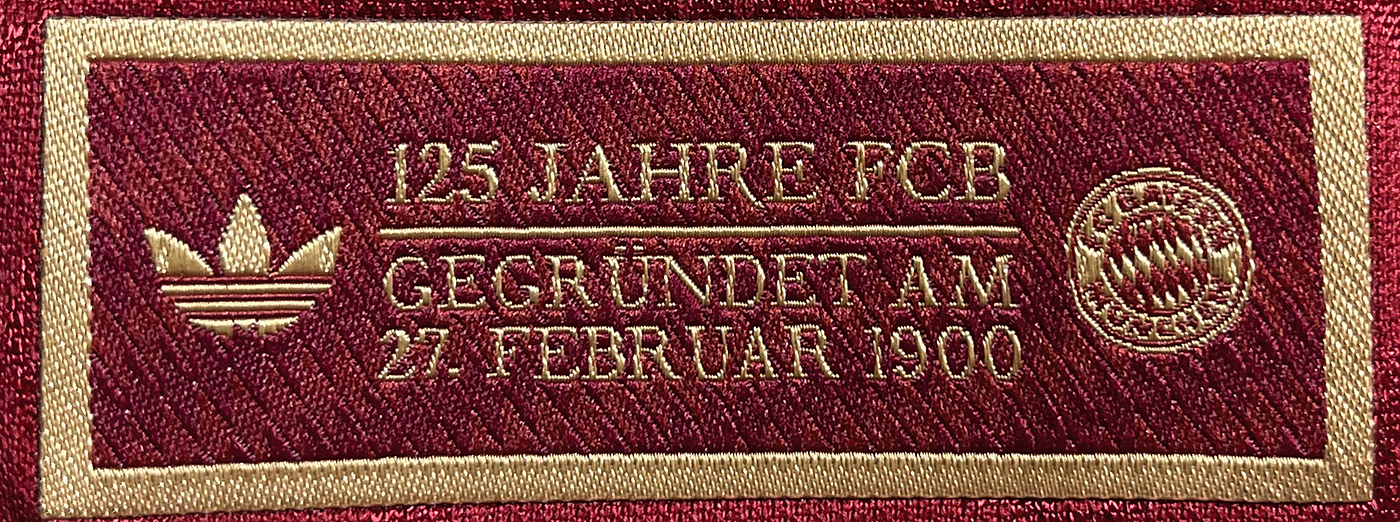 125 JAHRE FCB
GEGRÜNDET AM
27. FEBRUAR 1900